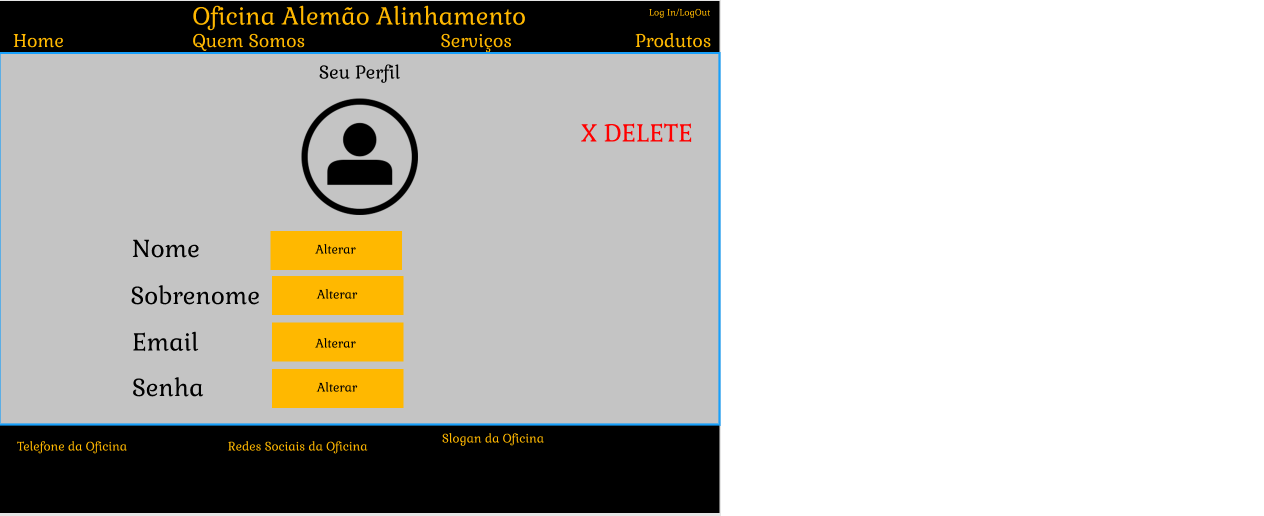 Oficina Alemão Alinhamento
Log In/LogOut
Home
Quem Somos
Serviços
Produtos
Seu Perfil
X DELETE
Nome
Alterar
Sobrenome
Alterar
Email
Alterar
Senha
Alterar
Telefone da Oficina
Redes Sociais da Oficina
Slogan da Oficina